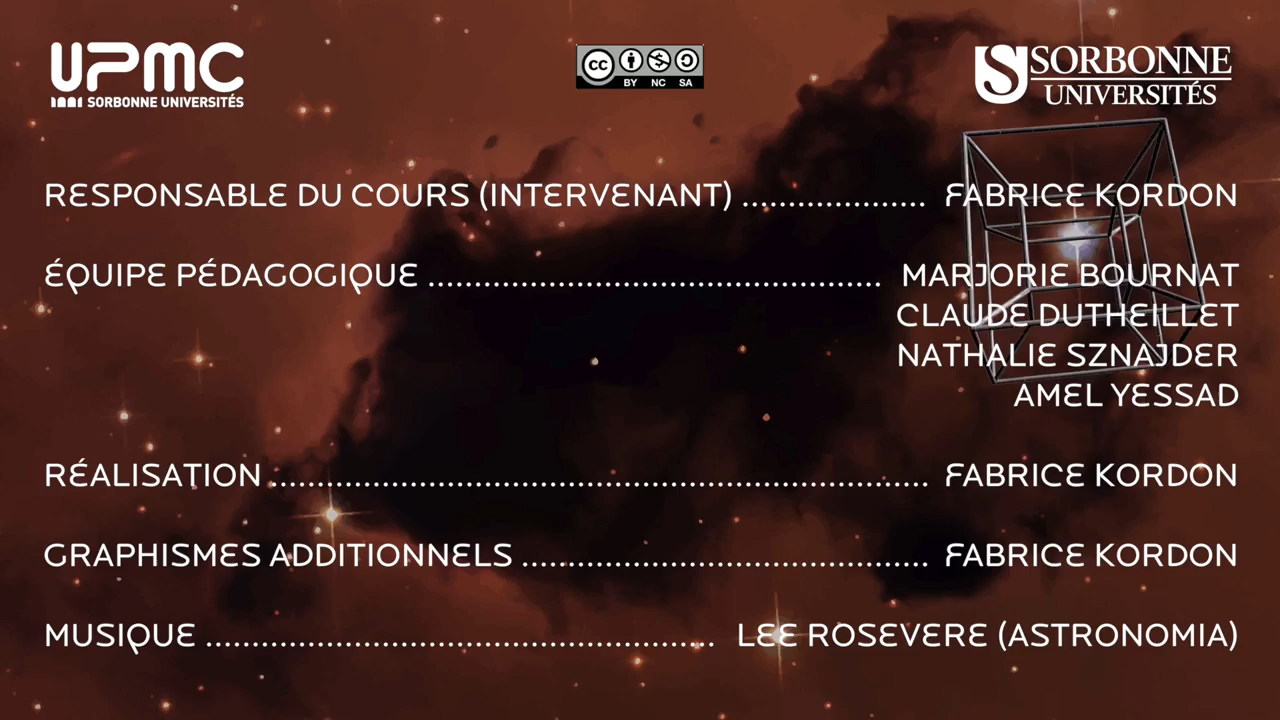 UPMC
SORBONNE UNIVERSITÉS
cc
BY NC SA
SORBONNE
UNIVERSITÉS
RESPONSABLE DU COURS (INTERVENANT) .................... FABRICE KORDON
ÉQUIPE PÉDAGOGIQUE ................................................. MARJORIE BOURNAT
CLAUDE DUTHEILLET
NATHALIE SZNAJDER
AMEL YESSAD
RÉALISATION ....................................................................... FABRICE KORDON
GRAPHISMES ADDITIONNELS ............................................ FABRICE KORDON
MUSIQUE ....................................................... LEE ROSEVERE (ASTRONOMIA)